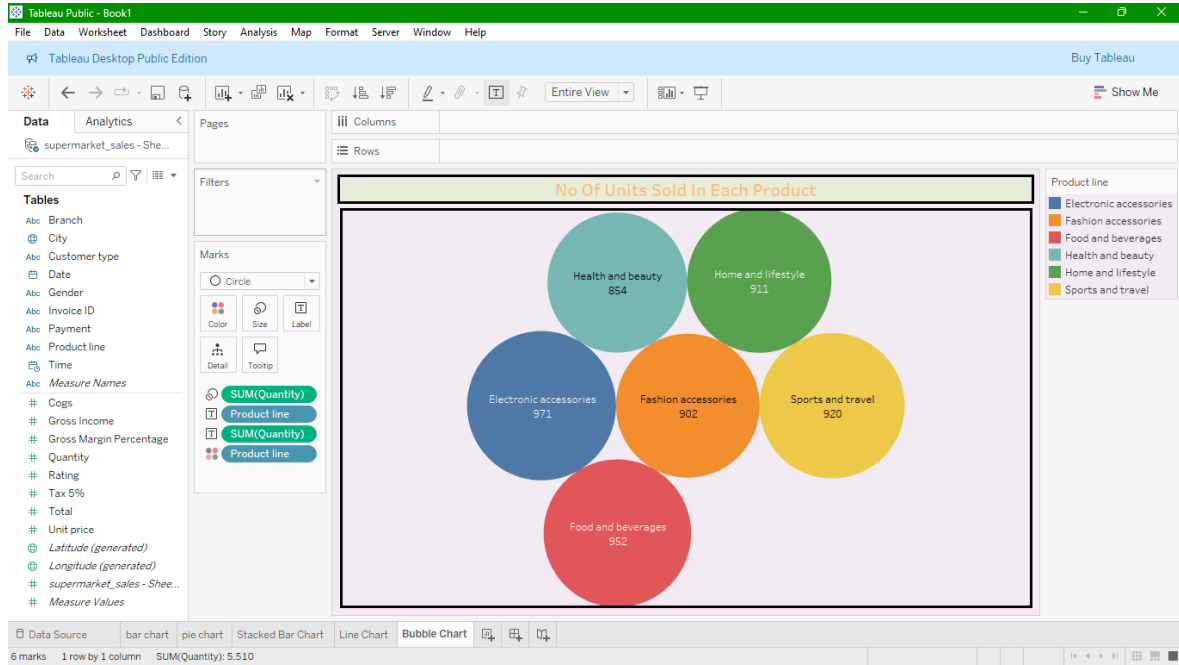 Tableau Public - Book1
File Data Worksheet Dashboard Story Analysis Map Format Server Window Help
Tableau Desktop Public Edition
Buy Tableau
Entire View
Show Me
Data Analytics
supermarket_sales - She...
Search
Tables
Abc Branch
City
Abc Customer type
Date
Abc Gender
Abc Invoice ID
Abc Payment
Abc Product line
Time
Abc Measure Names
# Cogs
# Gross Income
# Gross Margin Percentage
# Quantity
# Rating
# Tax 5%
# Total
# Unit price
Latitude (generated)
Longitude (generated)
# supermarket_sales - Shee...
# Measure Values
Pages
Filters
Marks
Circle
Color Size Label
Detail Tooltip
SUM(Quantity)
Product line
SUM(Quantity)
Product line
Columns
Rows
No Of Units Sold In Each Product
Health and beauty
854
Home and lifestyle
911
Electronic accessories
971
Fashion accessories
902
Sports and travel
920
Food and beverages
952
Product line
Electronic accessories
Fashion accessories
Food and beverages
Health and beauty
Home and lifestyle
Sports and travel
Data Source bar chart pie chart Stacked Bar Chart Line Chart Bubble Chart
6 marks 1 row by 1 column SUM(Quantity): 5,510